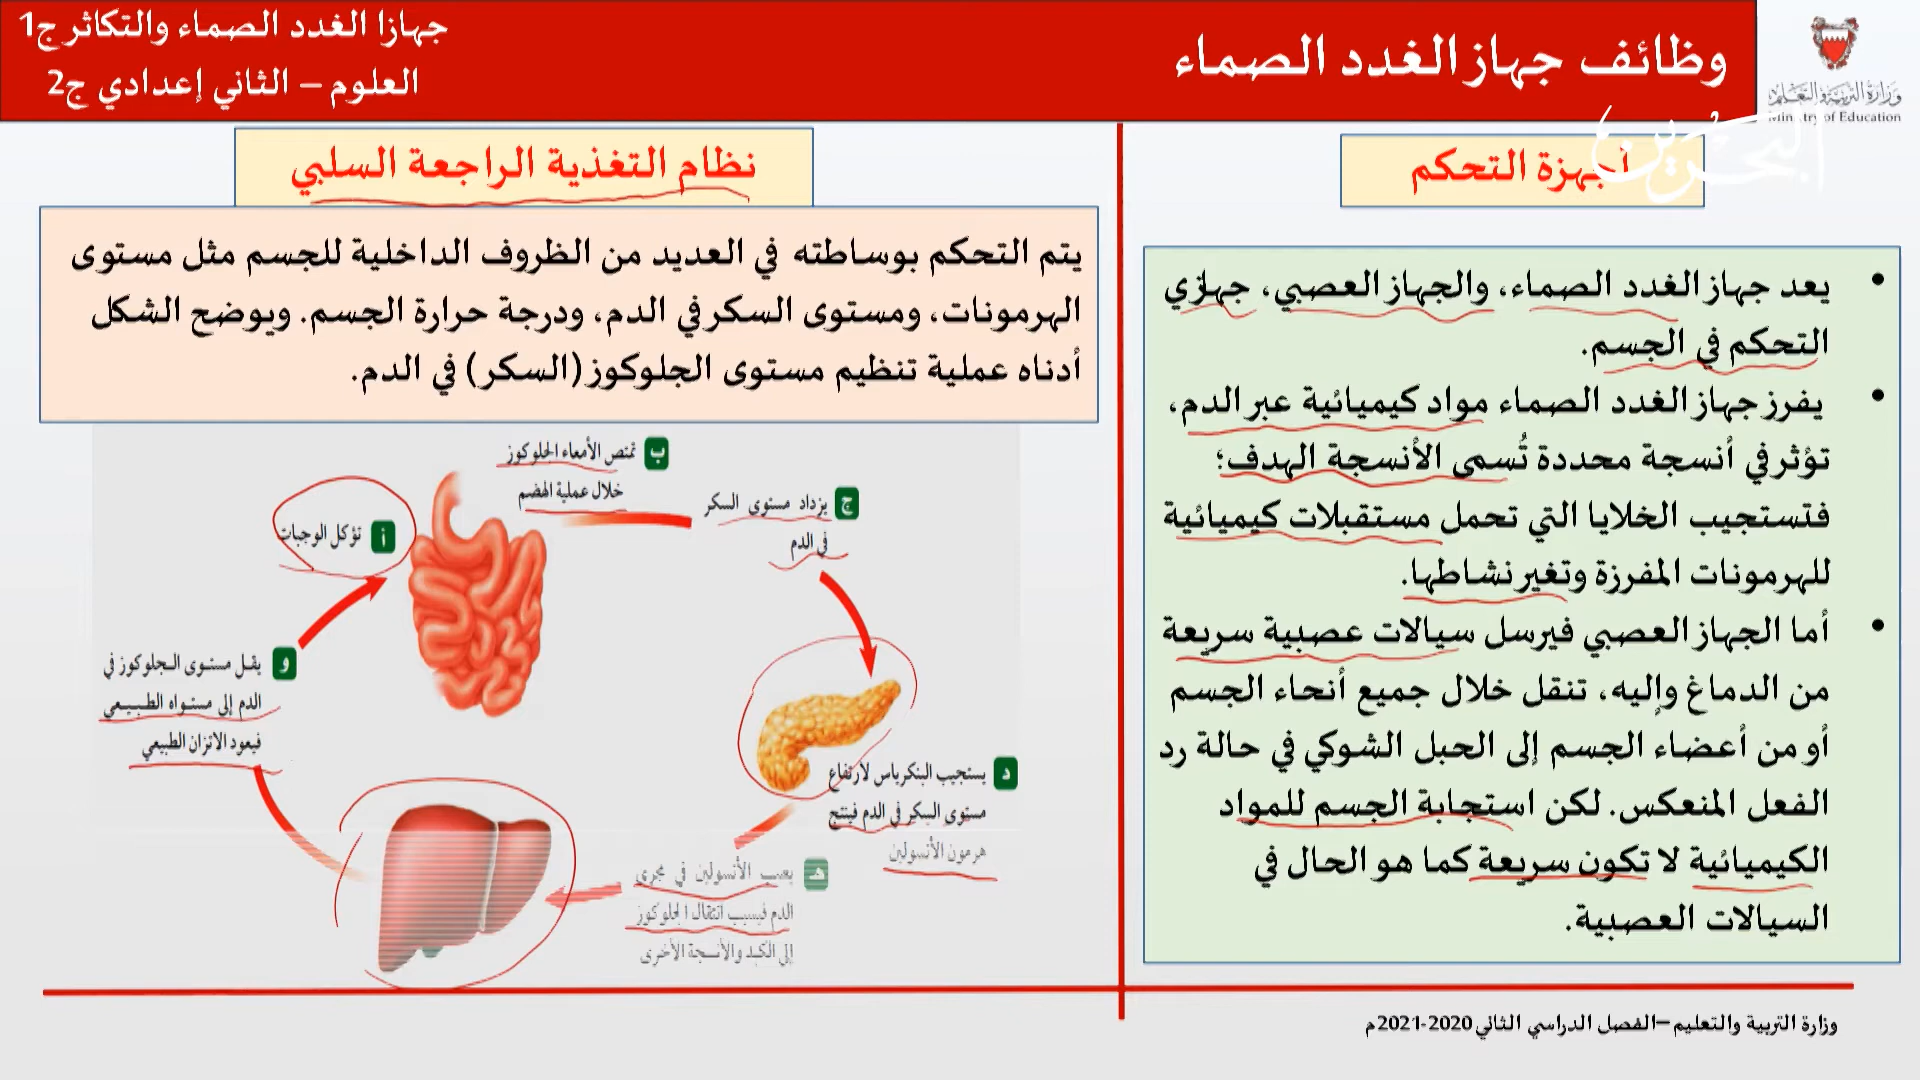 وزارة التربية والتعليم
Ministry of Education
البحرين
وظائف جهاز الغدد الصماء
جهازا الغدد الصماء والتكاثر ج1
العلوم – الثاني إعدادي ج2
أجهزة التحكم
• يعد جهاز الغدد الصماء، والجهاز العصبي، جهازي
التحكم في الجسم.
• يفرز جهاز الغدد الصماء مواد كيميائية عبر الدم،
تؤثر في أنسجة محددة تُسمى الأنسجة الهدف؛
فتستجيب الخلايا التي تحمل مستقبلات كيميائية
للهرمونات المفرزة وتغير نشاطها.
• أما الجهاز العصبي فيرسل سيالات عصبية سريعة
من الدماغ وإليه، تنقل خلال جميع أنحاء الجسم
أو من أعضاء الجسم إلى الحبل الشوكي في حالة رد
الفعل المنعكس. لكن استجابة الجسم للمواد
الكيميائية لا تكون سريعة كما هو الحال في
السيالات العصبية.
نظام التغذية الراجعة السلبي
يتم التحكم بوساطته في العديد من الظروف الداخلية للجسم مثل مستوى
الهرمونات، ومستوى السكر في الدم، ودرجة حرارة الجسم. ويوضح الشكل
أدناه عملية تنظيم مستوى الجلوكوز (السكر) في الدم.
أ تؤكل الوجبات
ب تمتص الأمعاء الجلوكوز
خلال عملية الهضم
ج يزداد مستوى السكر
في الدم
د يستجيب البنكرياس لارتفاع
مستوى السكر في الدم فينتج
هرمون الأنسولين
هـ يصب الأنسولين في مجرى
الدم فيسبب انتقال الجلوكوز
إلى الكبد والأنسجة الأخرى
و يقل مستوى الجلوكوز في
الدم إلى مستواه الطبيعي
فيعود الاتزان الطبيعي
وزارة التربية والتعليم –الفصل الدراسي الثاني 2020-2021م